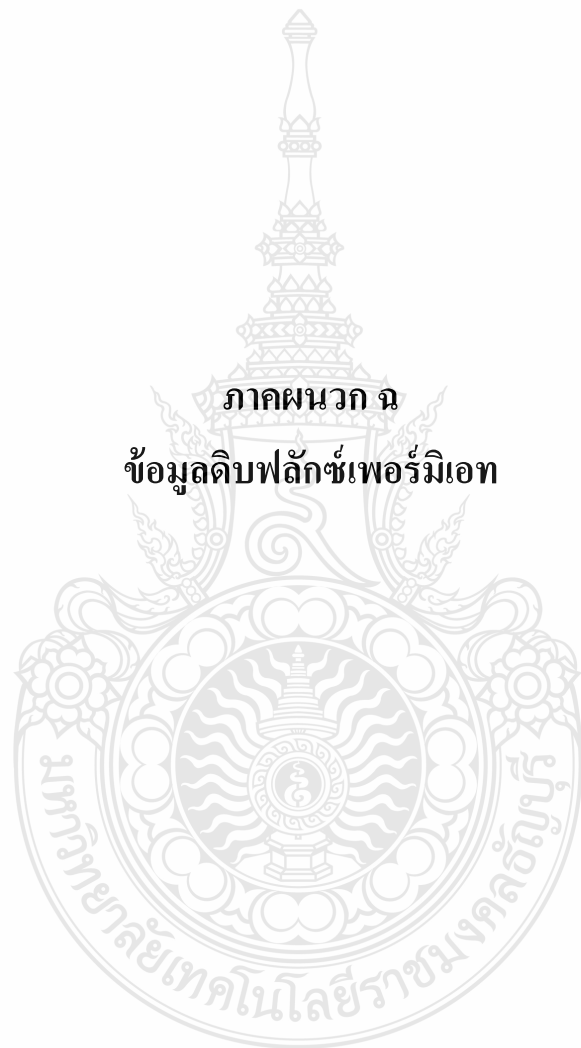 ภาคผนวก ฉ
ข้อมูลดิบฟลักซ์เพอร์มิเอท
มหาวิทยาลัยเทคโนโลยีราชมงคลธัญบุรี